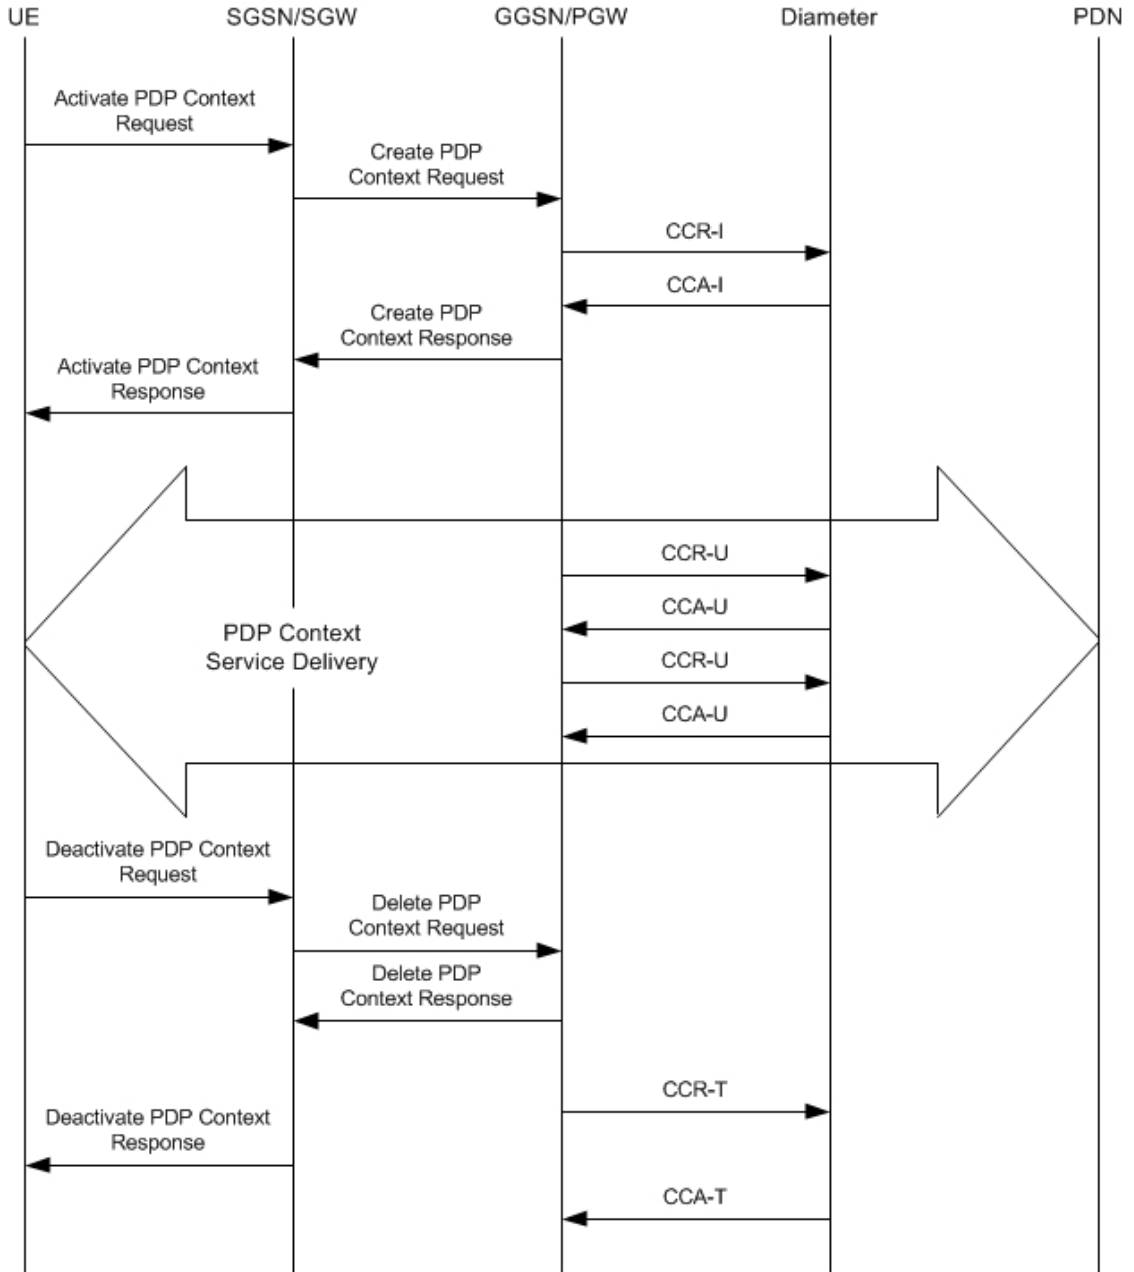 UE
SGSN/SGW
GGSN/PGW
Diameter
PDN
Activate PDP Context
Request
Create PDP
Context Request
CCR-I
CCA-I
Create PDP
Context Response
Activate PDP Context
Response
CCR-U
CCA-U
PDP Context
Service Delivery
CCR-U
CCA-U
Deactivate PDP Context
Request
Delete PDP
Context Request
Delete PDP
Context Response
CCR-T
Deactivate PDP Context
Response
CCA-T